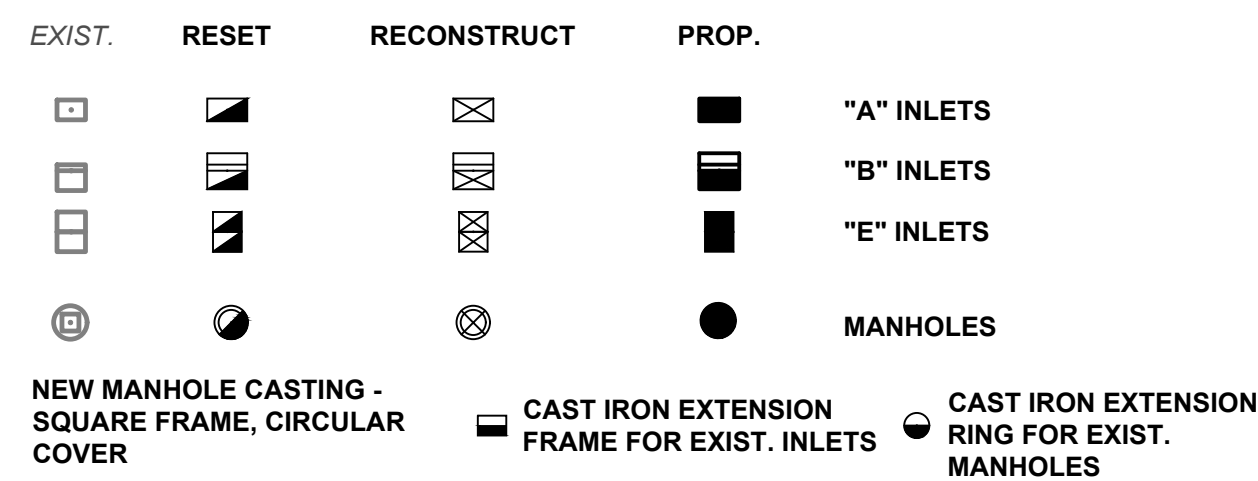 EXIST. RESET RECONSTRUCT PROP.
"A" INLETS
"B" INLETS
"E" INLETS
MANHOLES
NEW MANHOLE CASTING -
SQUARE FRAME, CIRCULAR
COVER
CAST IRON EXTENSION
FRAME FOR EXIST. INLETS
CAST IRON EXTENSION
RING FOR EXIST.
MANHOLES